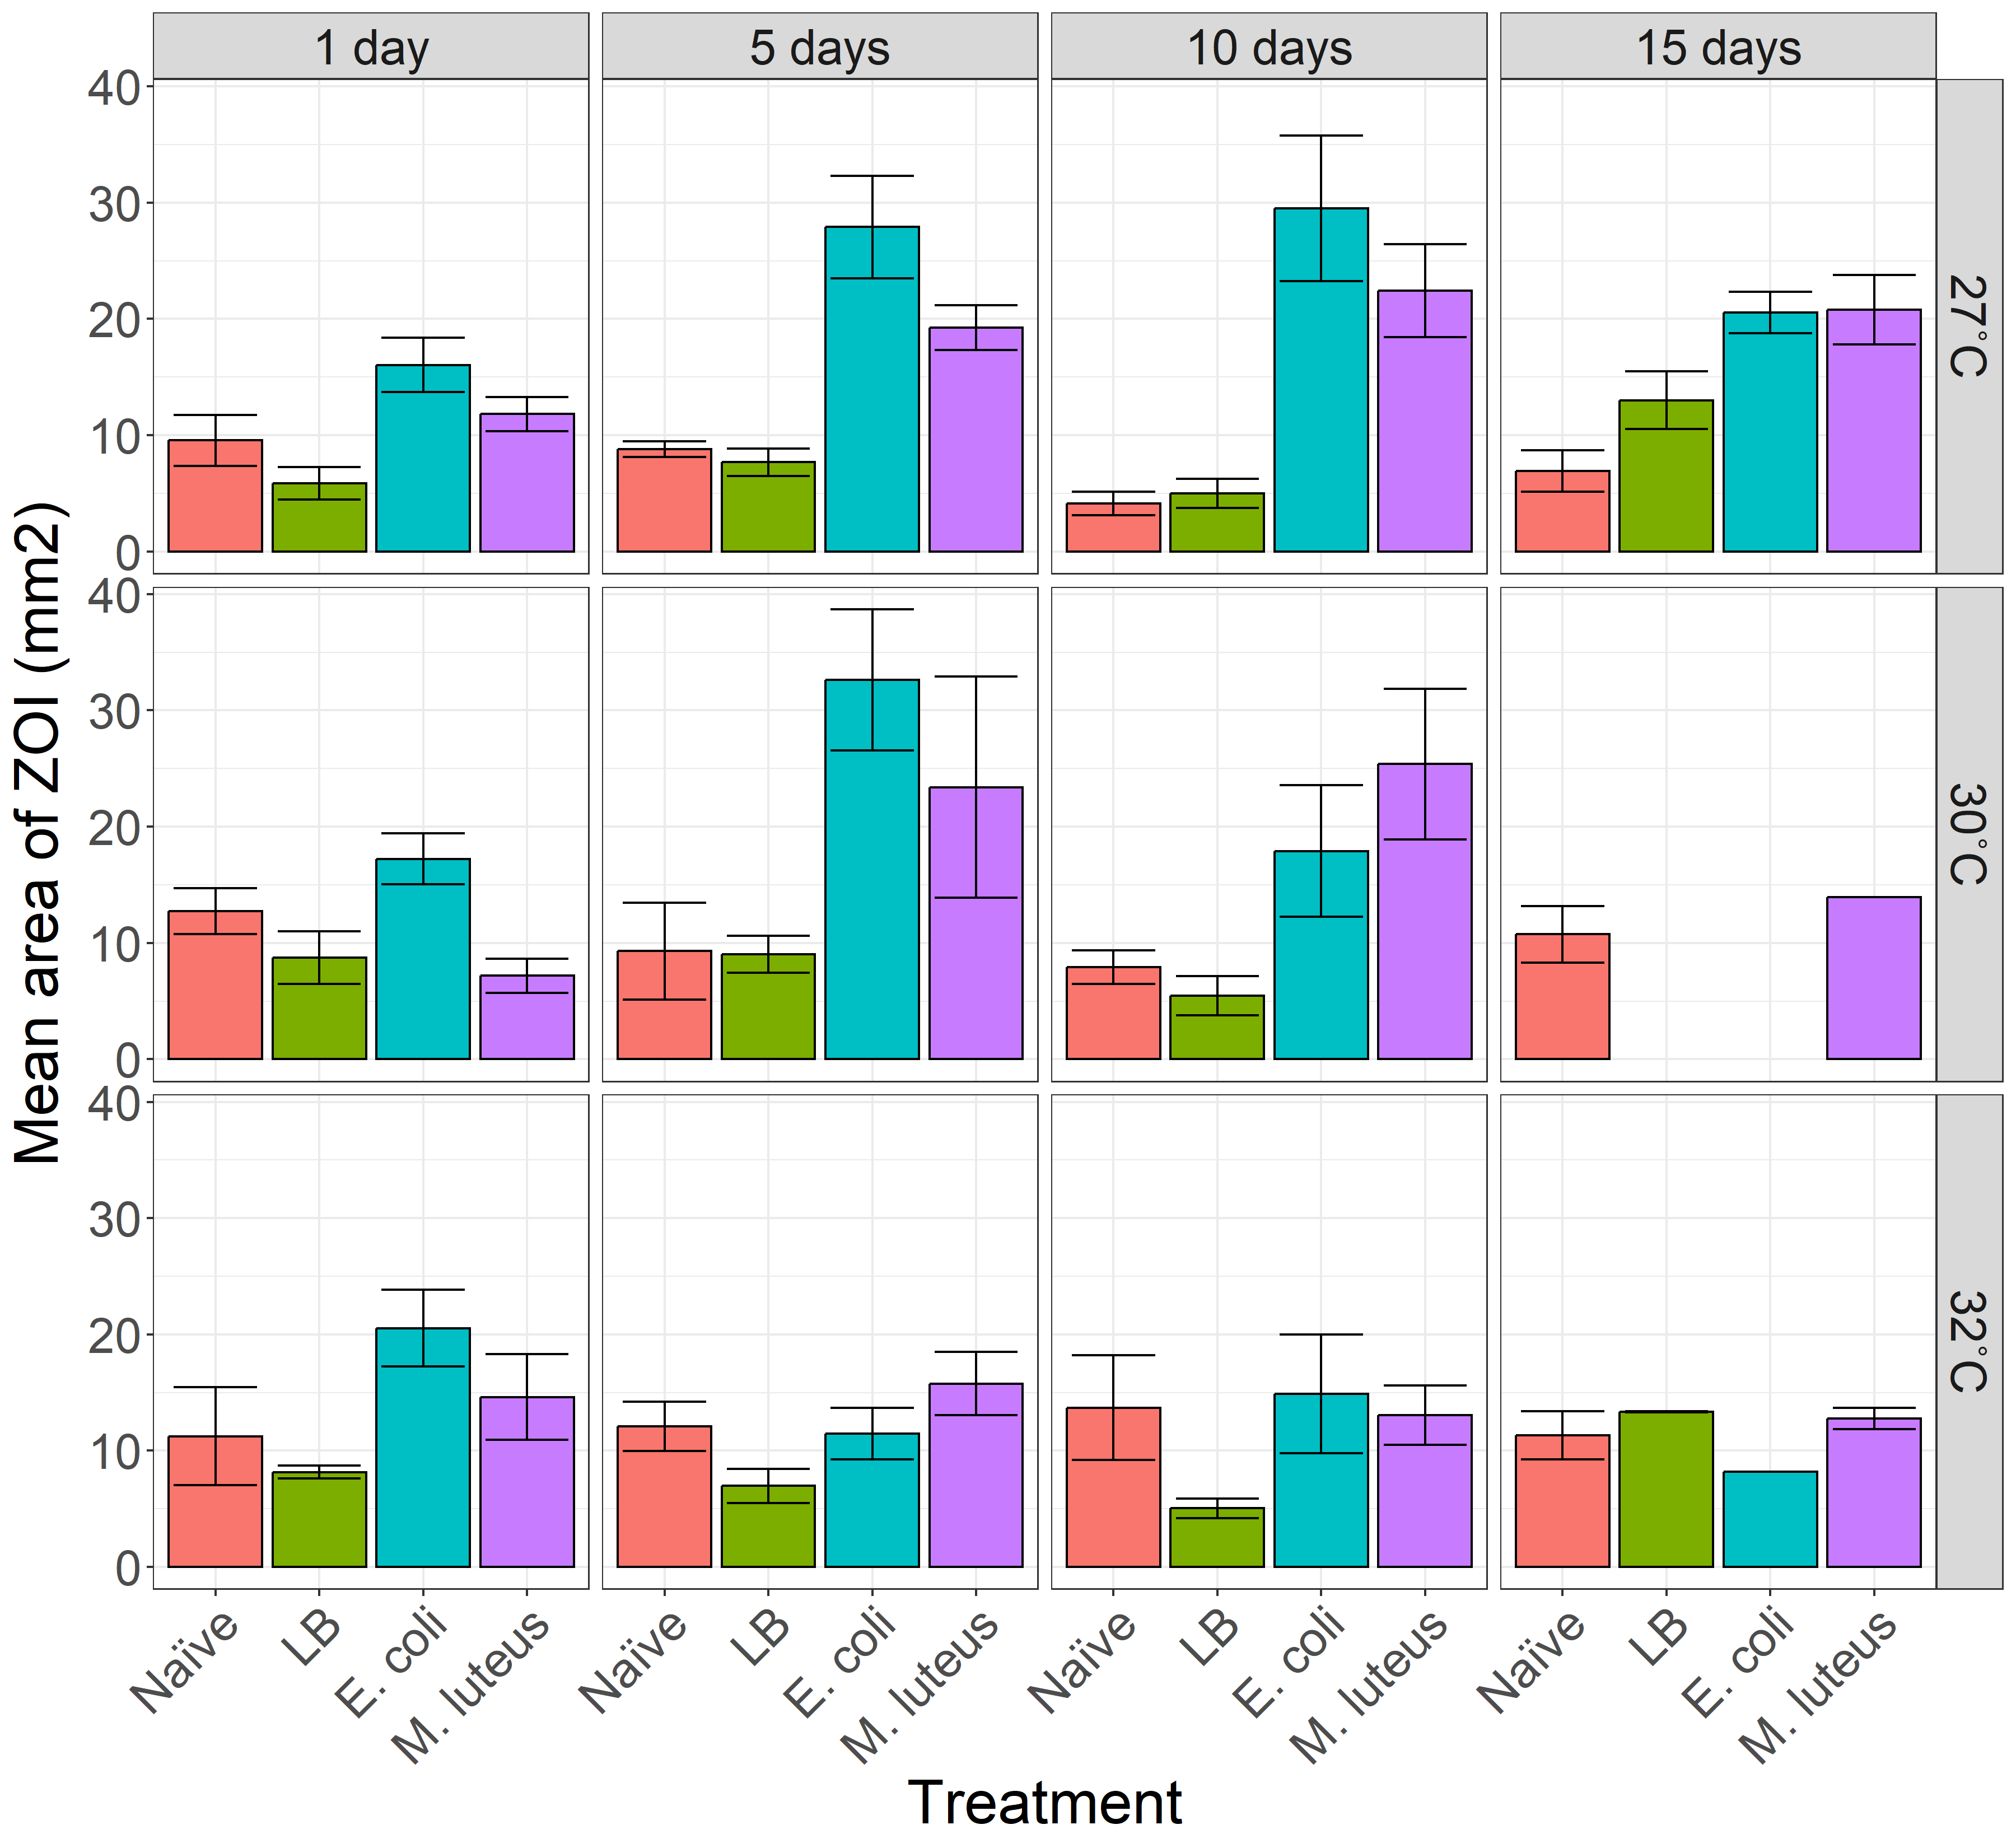 1 day
5 days
10 days
15 days
Mean area of ZOI (mm2)
40
30
20
10
0
27°C
40
30
20
10
0
30°C
40
30
20
10
0
32°C
Naïve
LB
E. coli
M. luteus
Naïve
LB
E. coli
M. luteus
Naïve
LB
E. coli
M. luteus
Naïve
LB
E. coli
M. luteus
Treatment